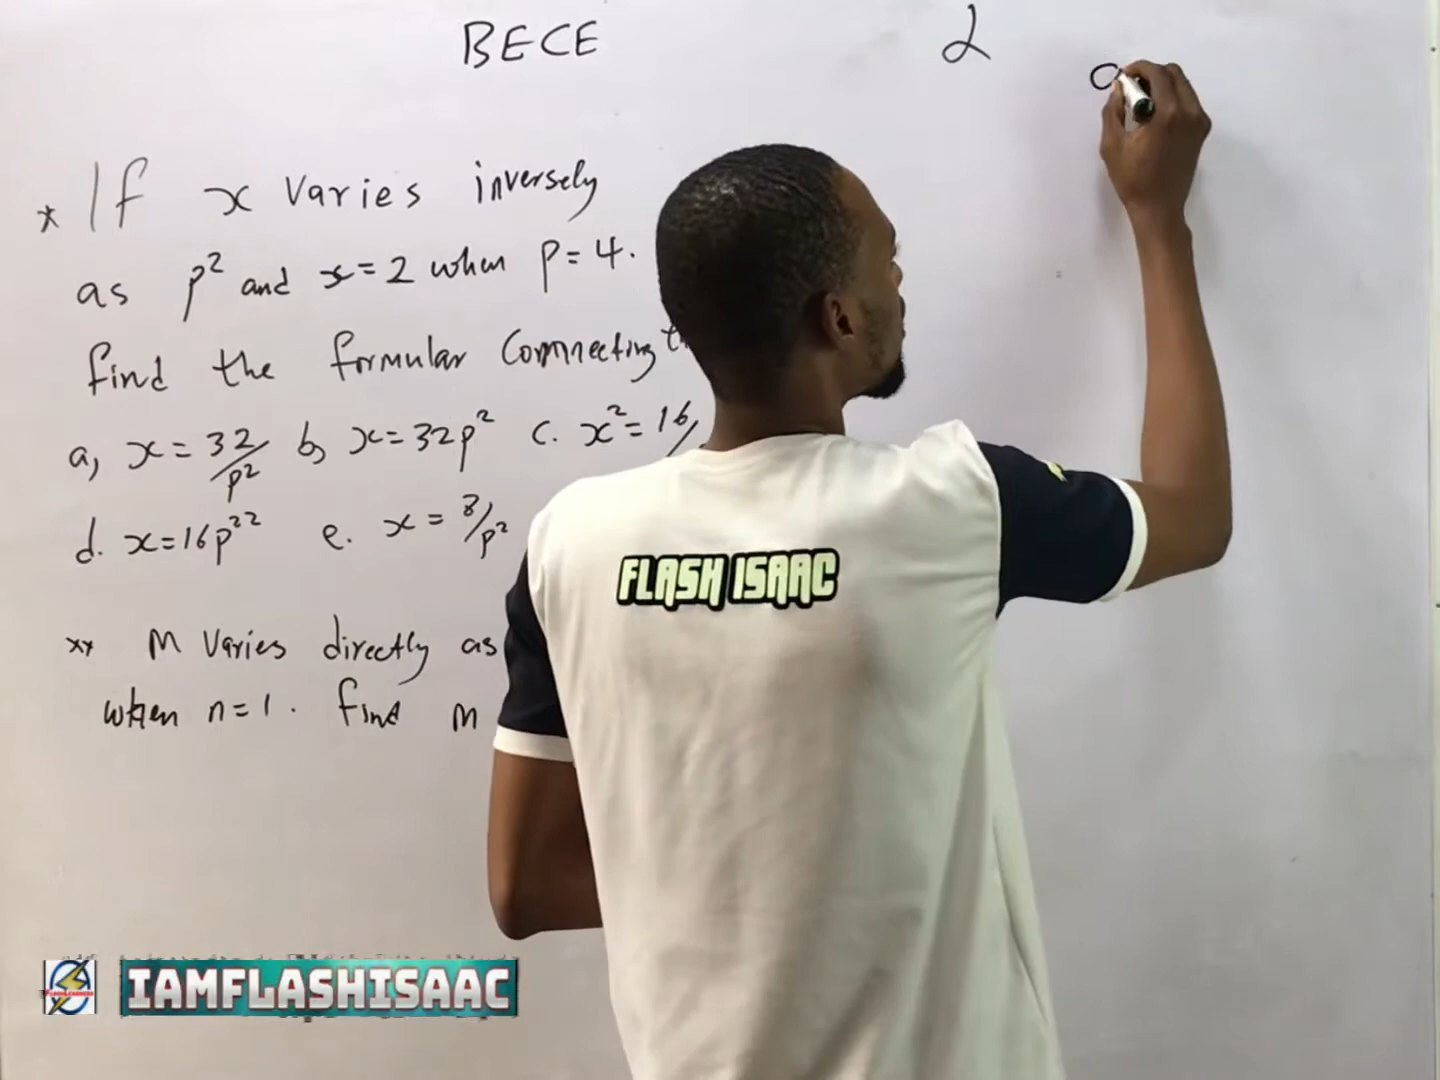 BECE
2
* If x varies inversely
as p² and x=2 when p=4.
find the formular Connecting
a, x=32/p² b, x=32p² c. x²=16/
d. x=16p²² e. x=8/p²
** M varies directly as
when n=1. find M
FLASH ISAAC
IAMFLASHISAAC